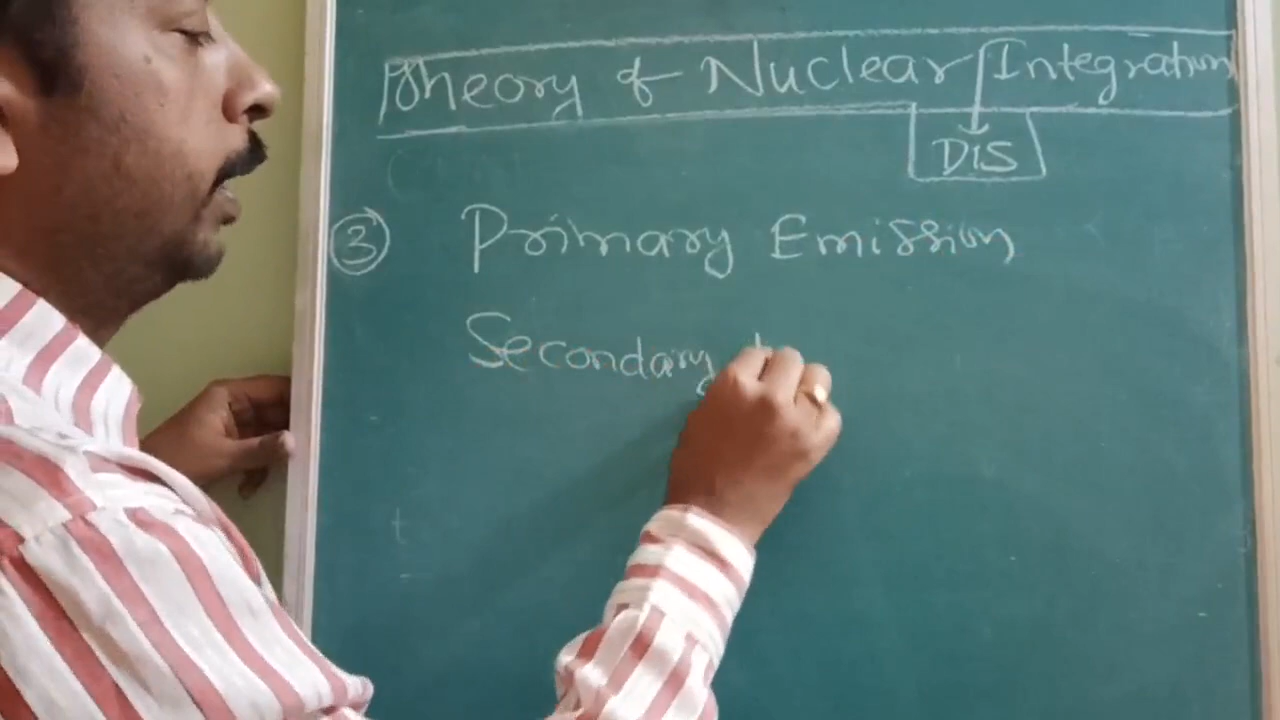 Theory of Nuclear Integration
DIS
3 Primary Emission
Secondary